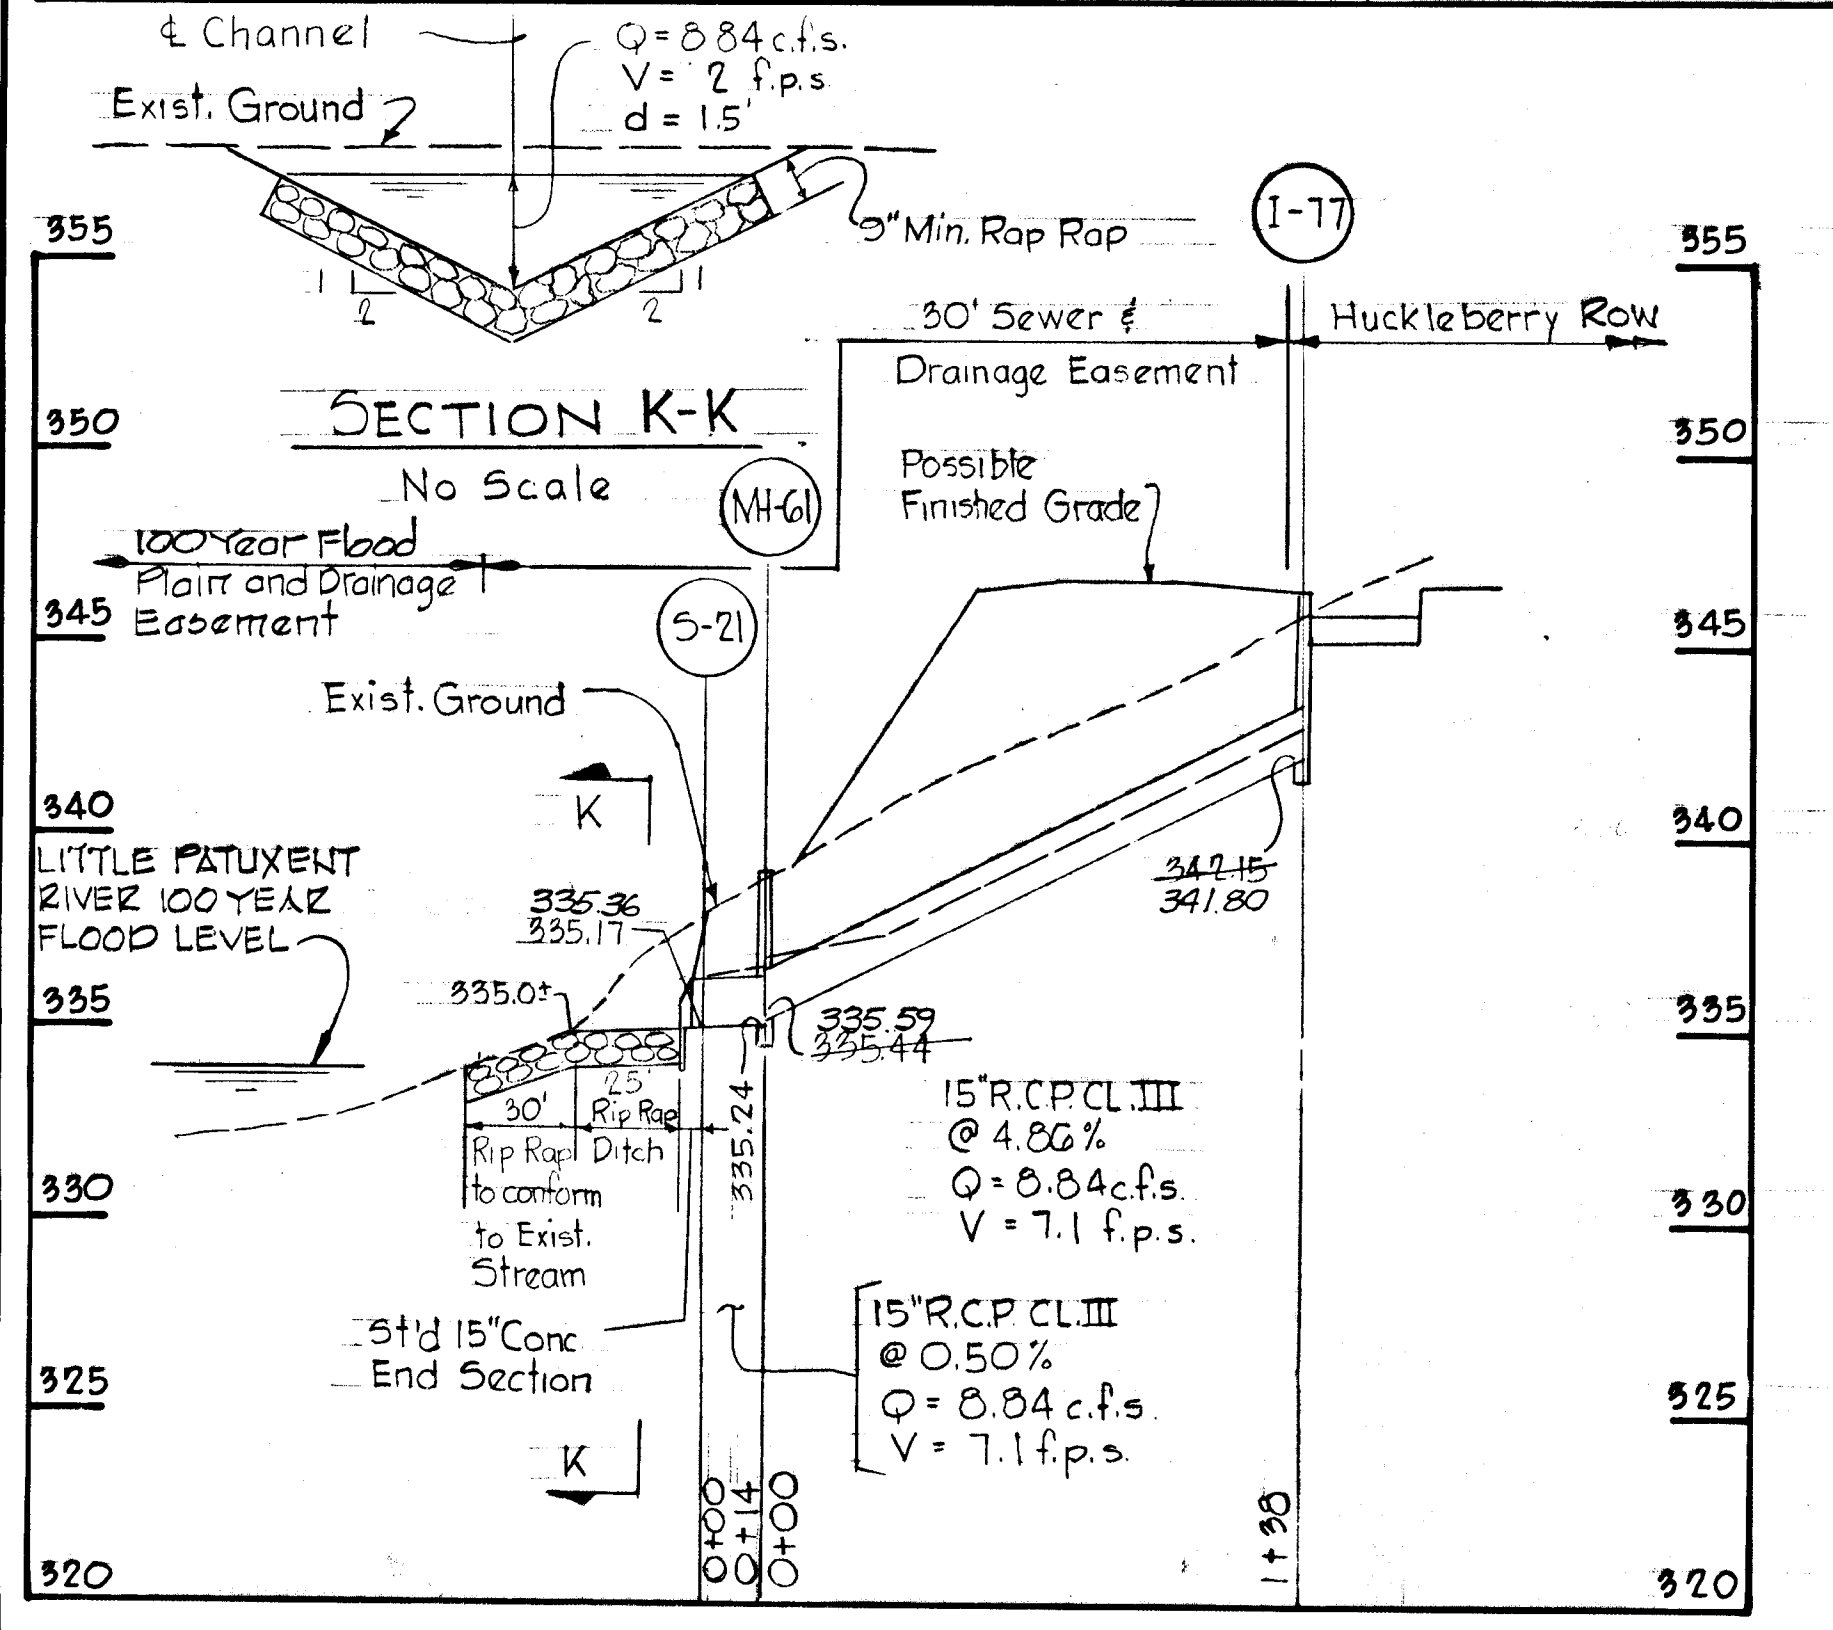 ℄ Channel
Q = 8 84 c.f.s.
V = 2 f.p.s
d = 1.5'
Exist. Ground
9" Min. Rap Rap
I-77
355
355
30' Sewer &
Drainage Easement
Huckleberry Row
SECTION K-K
No Scale
350
350
Possible
Finished Grade
MH-61
100 Year Flood
Plain and Drainage
Easement
345
345
S-21
Exist. Ground
K
340
340
LITTLE PATUXENT
RIVER 100 YEAR
FLOOD LEVEL
342.15
341.80
335.36
335.17
335.0±
335
335
335.59
335.44
335.24
30'
25'
Rip Rap
Ditch
Rip Rap
to conform
to Exist.
Stream
15" R.C.P. CL. III
@ 4.86%
Q = 8.84 c.f.s.
V = 7.1 f.p.s.
330
330
St'd 15" Conc
End Section
15" R.C.P. CL. III
@ 0.50%
Q = 8.84 c.f.s.
V = 7.1 f.p.s.
325
325
K
0+00
0+14
0+00
1+38
320
320
1
2
2
1